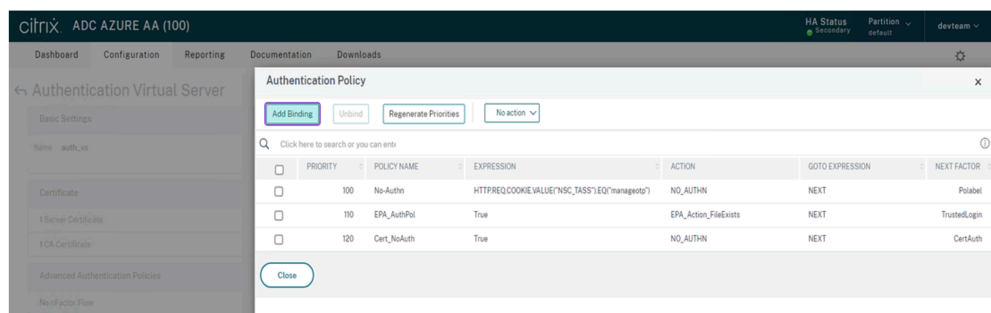 citrix. ADC AZURE AA (100)
HA Status Partition
Secondary default devteam
Dashboard Configuration Reporting Documentation Downloads
Authentication Virtual Server
Authentication Policy
x
Add Binding Unbind Regenerate Priorities No action
Basic Settings
Name auth_vs
Click here to search or you can ente
PRIORITY POLICY NAME EXPRESSION ACTION GOTO EXPRESSION NEXT FACTOR
100 No-Authn HTTP.REQ.COOKIE.VALUE("NSC_TASS").EQ("manageotp") NO_AUTHN NEXT Polabel
Certificate
110 EPA_AuthPol True EPA_Action_FileExists NEXT TrustedLogin
1 Server Certificate
120 Cert_NoAuth True NO_AUTHN NEXT CertAuth
1 CA Certificate
Close
Advanced Authentication Policies
No nFactor Flow